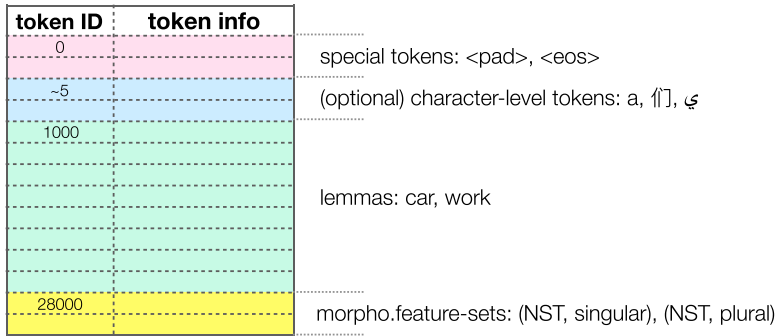 token ID token info
0
special tokens: <pad>, <eos>
~5
(optional) character-level tokens: a, 们, ي
1000
lemmas: car, work
28000
morpho.feature-sets: (NST, singular), (NST, plural)